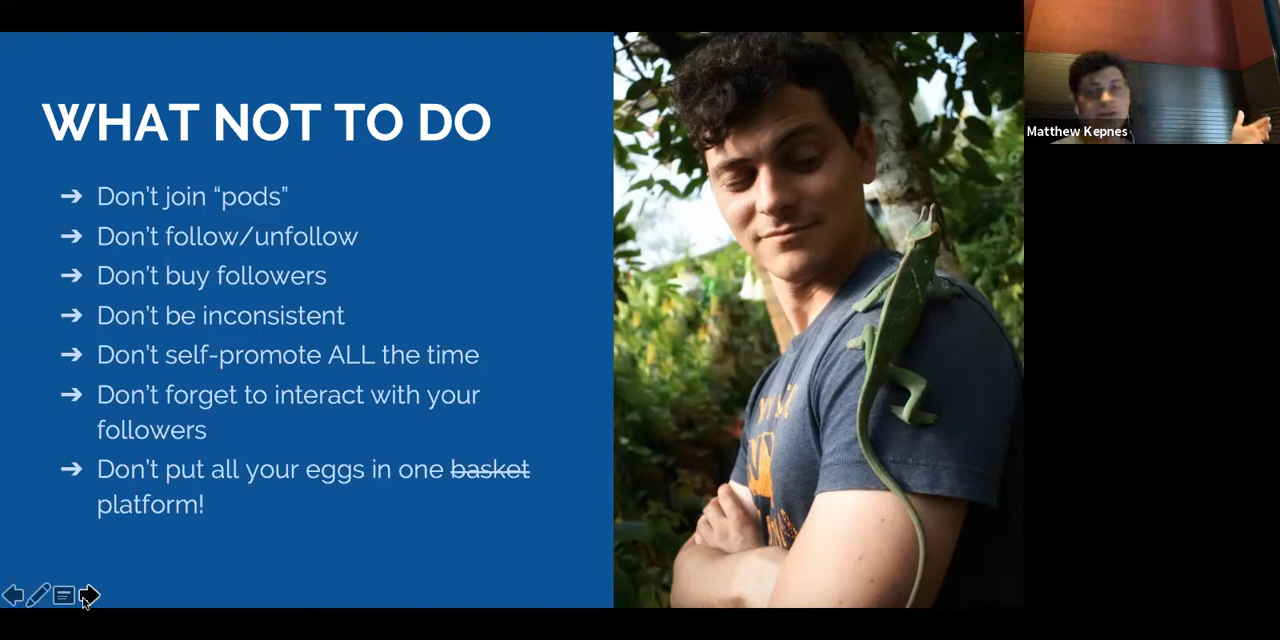 WHAT NOT TO DO
➔ Don't join “pods”
➔ Don't follow/unfollow
➔ Don't buy followers
➔ Don't be inconsistent
➔ Don't self-promote ALL the time
➔ Don't forget to interact with your
followers
➔ Don't put all your eggs in one basket
platform!
Matthew Kepnes